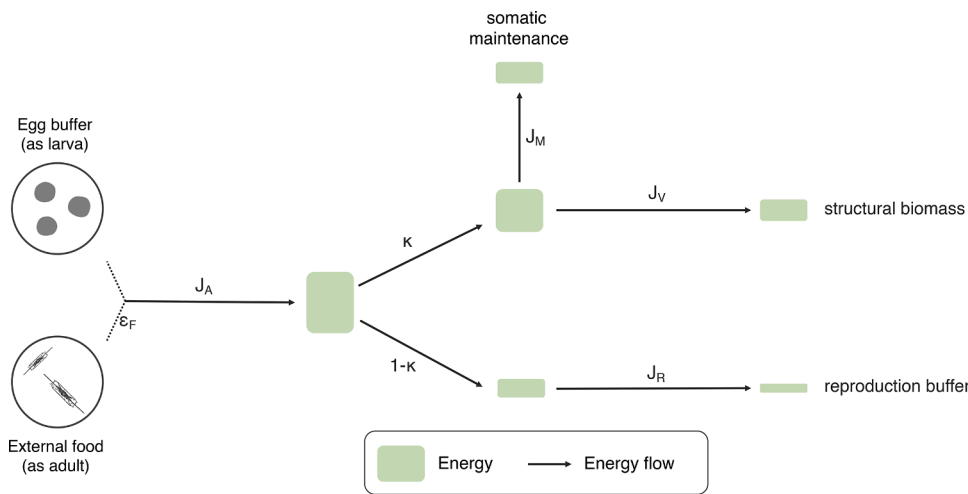 somatic
maintenance
Egg buffer
(as larva)
J_M
J_V
structural biomass
κ
J_A
ε_F
1-κ
J_R
reproduction buffer
External food
(as adult)
Energy
Energy flow